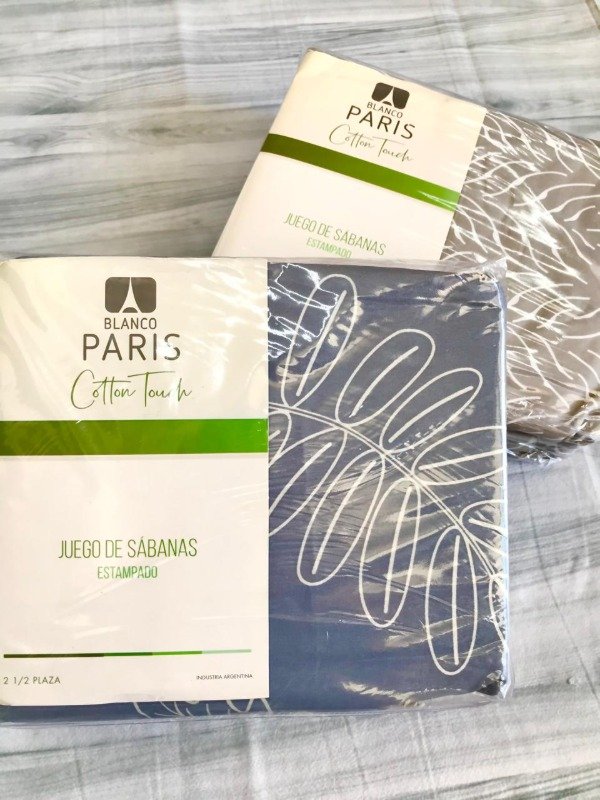 BLANCO
PARIS
Cotton Touch
JUEGO DE SÁBANAS
ESTAMPADO
BLANCO
PARIS
Cotton Touch
JUEGO DE SÁBANAS
ESTAMPADO
2 1/2 PLAZA
INDUSTRIA ARGENTINA